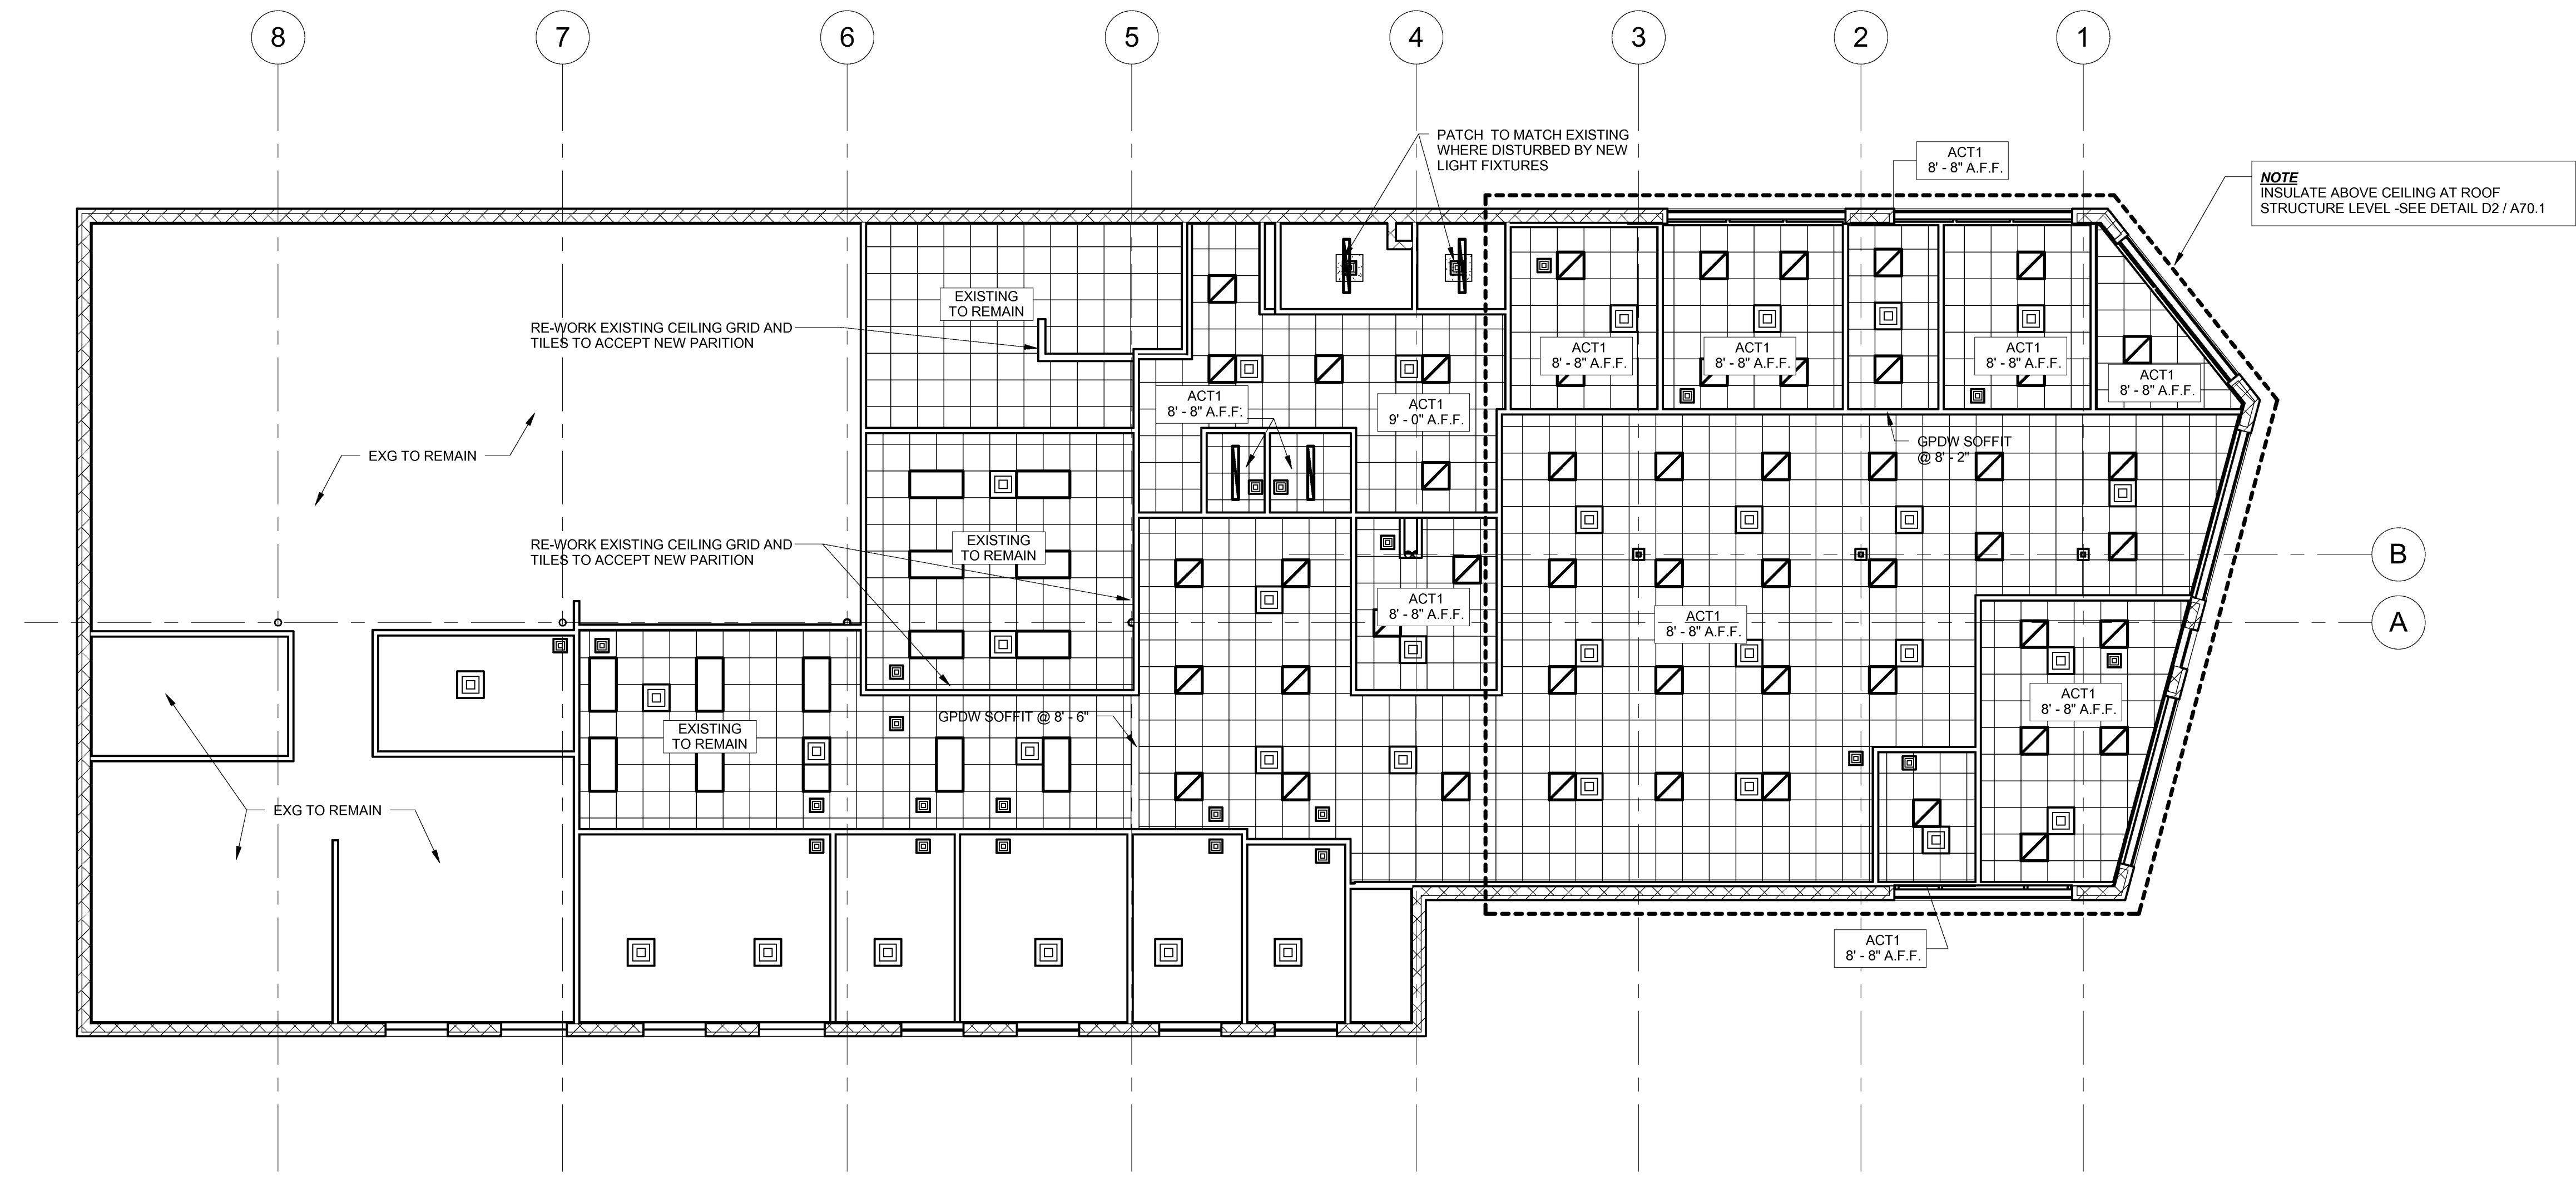 8
7
6
5
4
3
2
1
PATCH TO MATCH EXISTING
WHERE DISTURBED BY NEW
LIGHT FIXTURES
ACT1
8' - 8" A.F.F.
NOTE
INSULATE ABOVE CEILING AT ROOF
STRUCTURE LEVEL -SEE DETAIL D2 / A70.1
EXISTING
TO REMAIN
RE-WORK EXISTING CEILING GRID AND
TILES TO ACCEPT NEW PARITION
ACT1
8' - 8" A.F.F.
ACT1
8' - 8" A.F.F.
ACT1
8' - 8" A.F.F.
ACT1
8' - 8" A.F.F.
ACT1
8' - 8" A.F.F.
ACT1
9' - 0" A.F.F.
GPDW SOFFIT
@ 8' - 2"
EXG TO REMAIN
RE-WORK EXISTING CEILING GRID AND
TILES TO ACCEPT NEW PARITION
EXISTING
TO REMAIN
B
ACT1
8' - 8" A.F.F.
ACT1
8' - 8" A.F.F.
A
ACT1
8' - 8" A.F.F.
GPDW SOFFIT @ 8' - 6"
EXISTING
TO REMAIN
EXG TO REMAIN
ACT1
8' - 8" A.F.F.